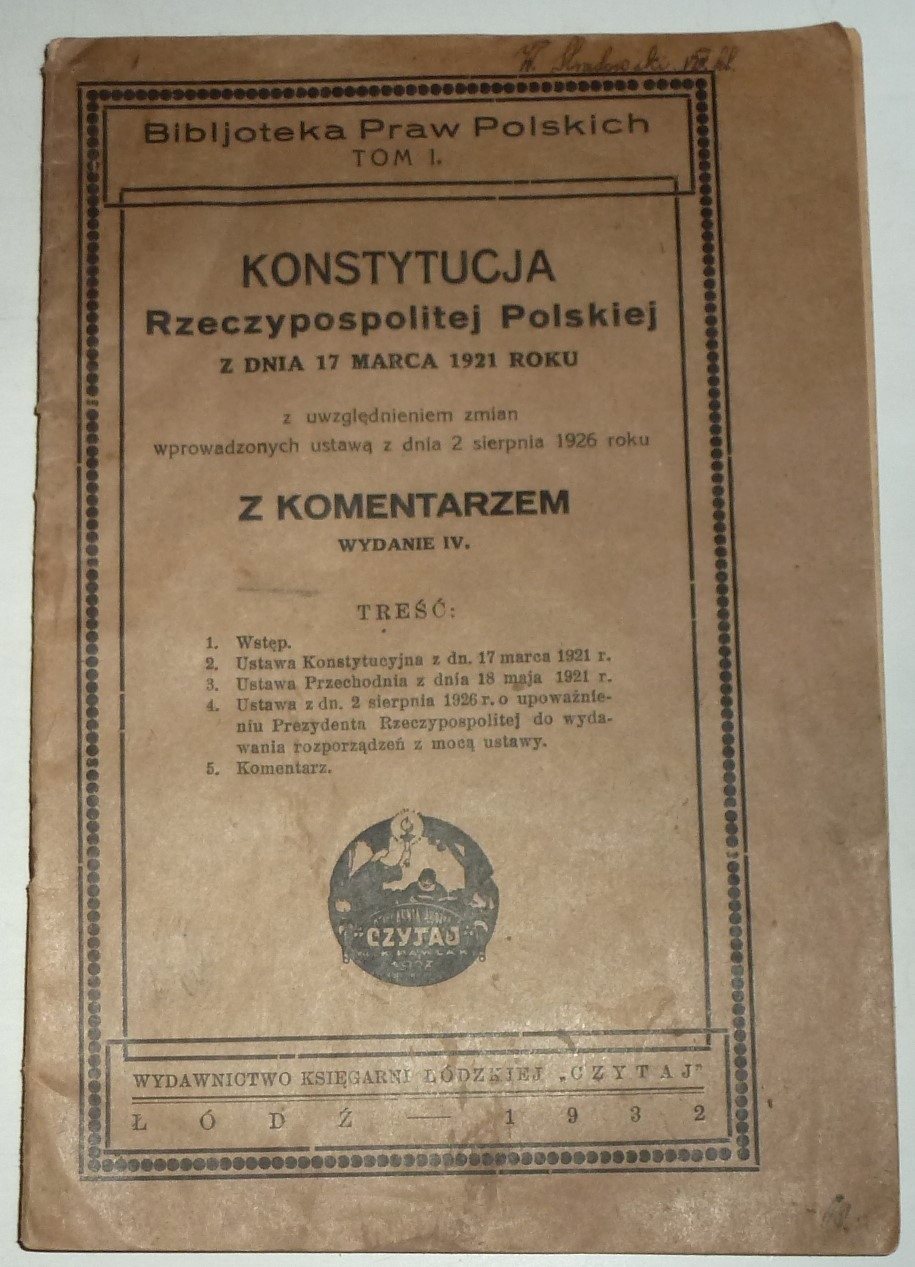 Bibljoteka Praw Polskich
TOM I.
KONSTYTUCJA
Rzeczypospolitej Polskiej
Z DNIA 17 MARCA 1921 ROKU
z uwzględnieniem zmian
wprowadzonych ustawą z dnia 2 sierpnia 1926 roku
Z KOMENTARZEM
WYDANIE IV.
TREŚĆ:
1. Wstęp.
2. Ustawa Konstytucyjna z dn. 17 marca 1921 r.
3. Ustawa Przechodnia z dnia 18 maja 1921 r.
4. Ustawa z dn. 2 sierpnia 1926 r. o upoważnie-
niu Prezydenta Rzeczypospolitej do wyda-
wania rozporządzeń z mocą ustawy.
5. Komentarz.
"CZYTAJ"
WYDAWNICTWO KSIĘGARNI ŁÓDZKIEJ „CZYTAJ"
ŁÓDŹ — 1932